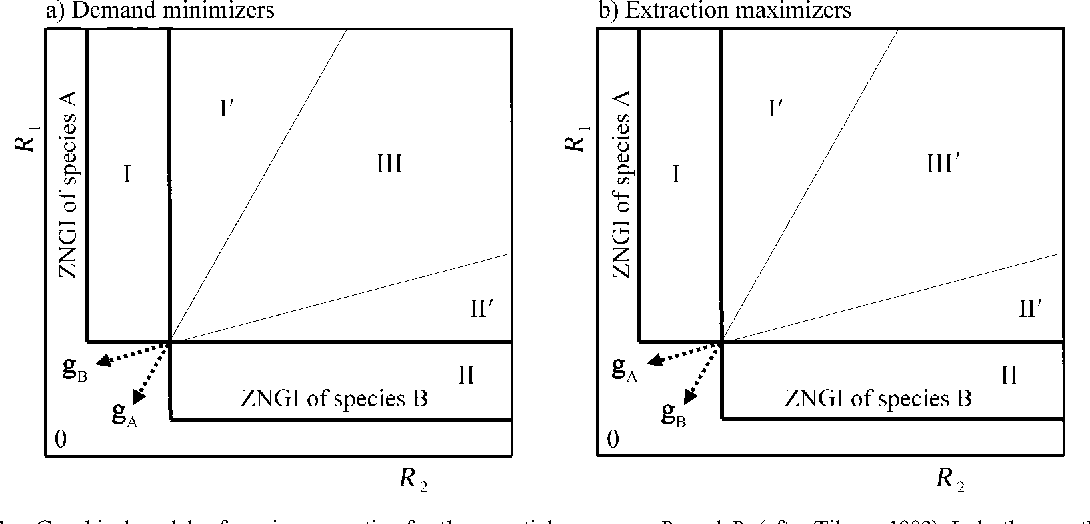 a) Demand minimizers
R1
ZNGI of species A
I
I′
III
II′
II
ZNGI of species B
gB
gA
0
R2
b) Extraction maximizers
R1
ZNGI of species A
I
I′
III′
II′
II
ZNGI of species B
gA
gB
0
R2